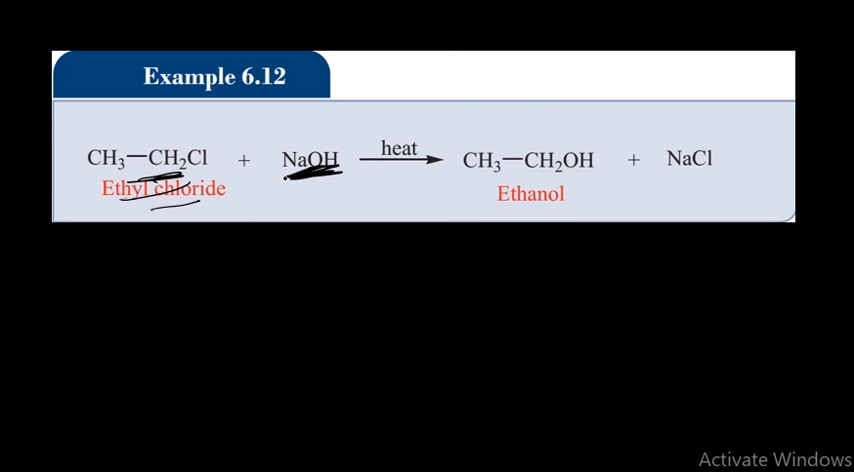 Example 6.12
CH₃—CH₂Cl + NaOH heat CH₃—CH₂OH + NaCl
Ethyl chloride Ethanol
Activate Windows